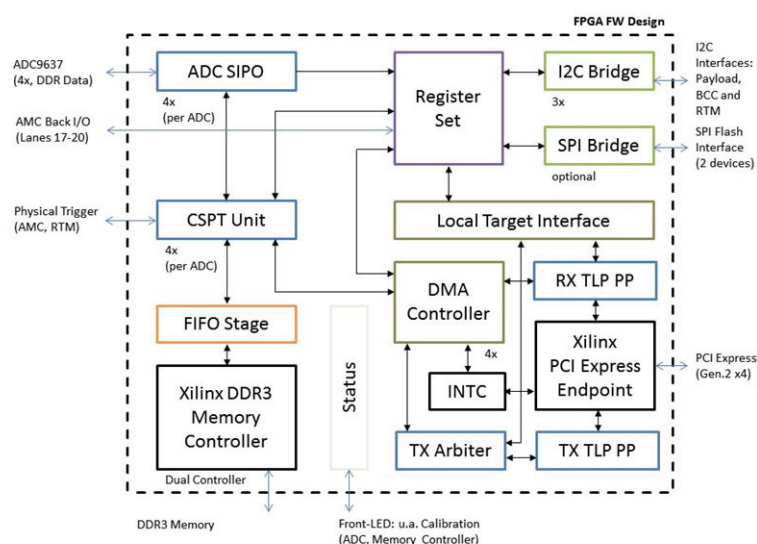 FPGA FW Design
ADC9637
(4x, DDR Data)
ADC SIPO
4x
(per ADC)
Register
Set
I2C Bridge
3x
I2C
Interfaces:
Payload,
BCC and
RTM
AMC Back I/O
(Lanes 17-20)
SPI Bridge
optional
SPI Flash
Interface
(2 devices)
Physical Trigger
(AMC, RTM)
CSPT Unit
4x
(per ADC)
Local Target Interface
DMA
Controller
4x
RX TLP PP
FIFO Stage
Xilinx
PCI Express
Endpoint
PCI Express
(Gen.2 x4)
INTC
Xilinx DDR3
Memory
Controller
Dual Controller
Status
TX Arbiter
TX TLP PP
DDR3 Memory
Front-LED: u.a. Calibration
(ADC, Memory Controller)